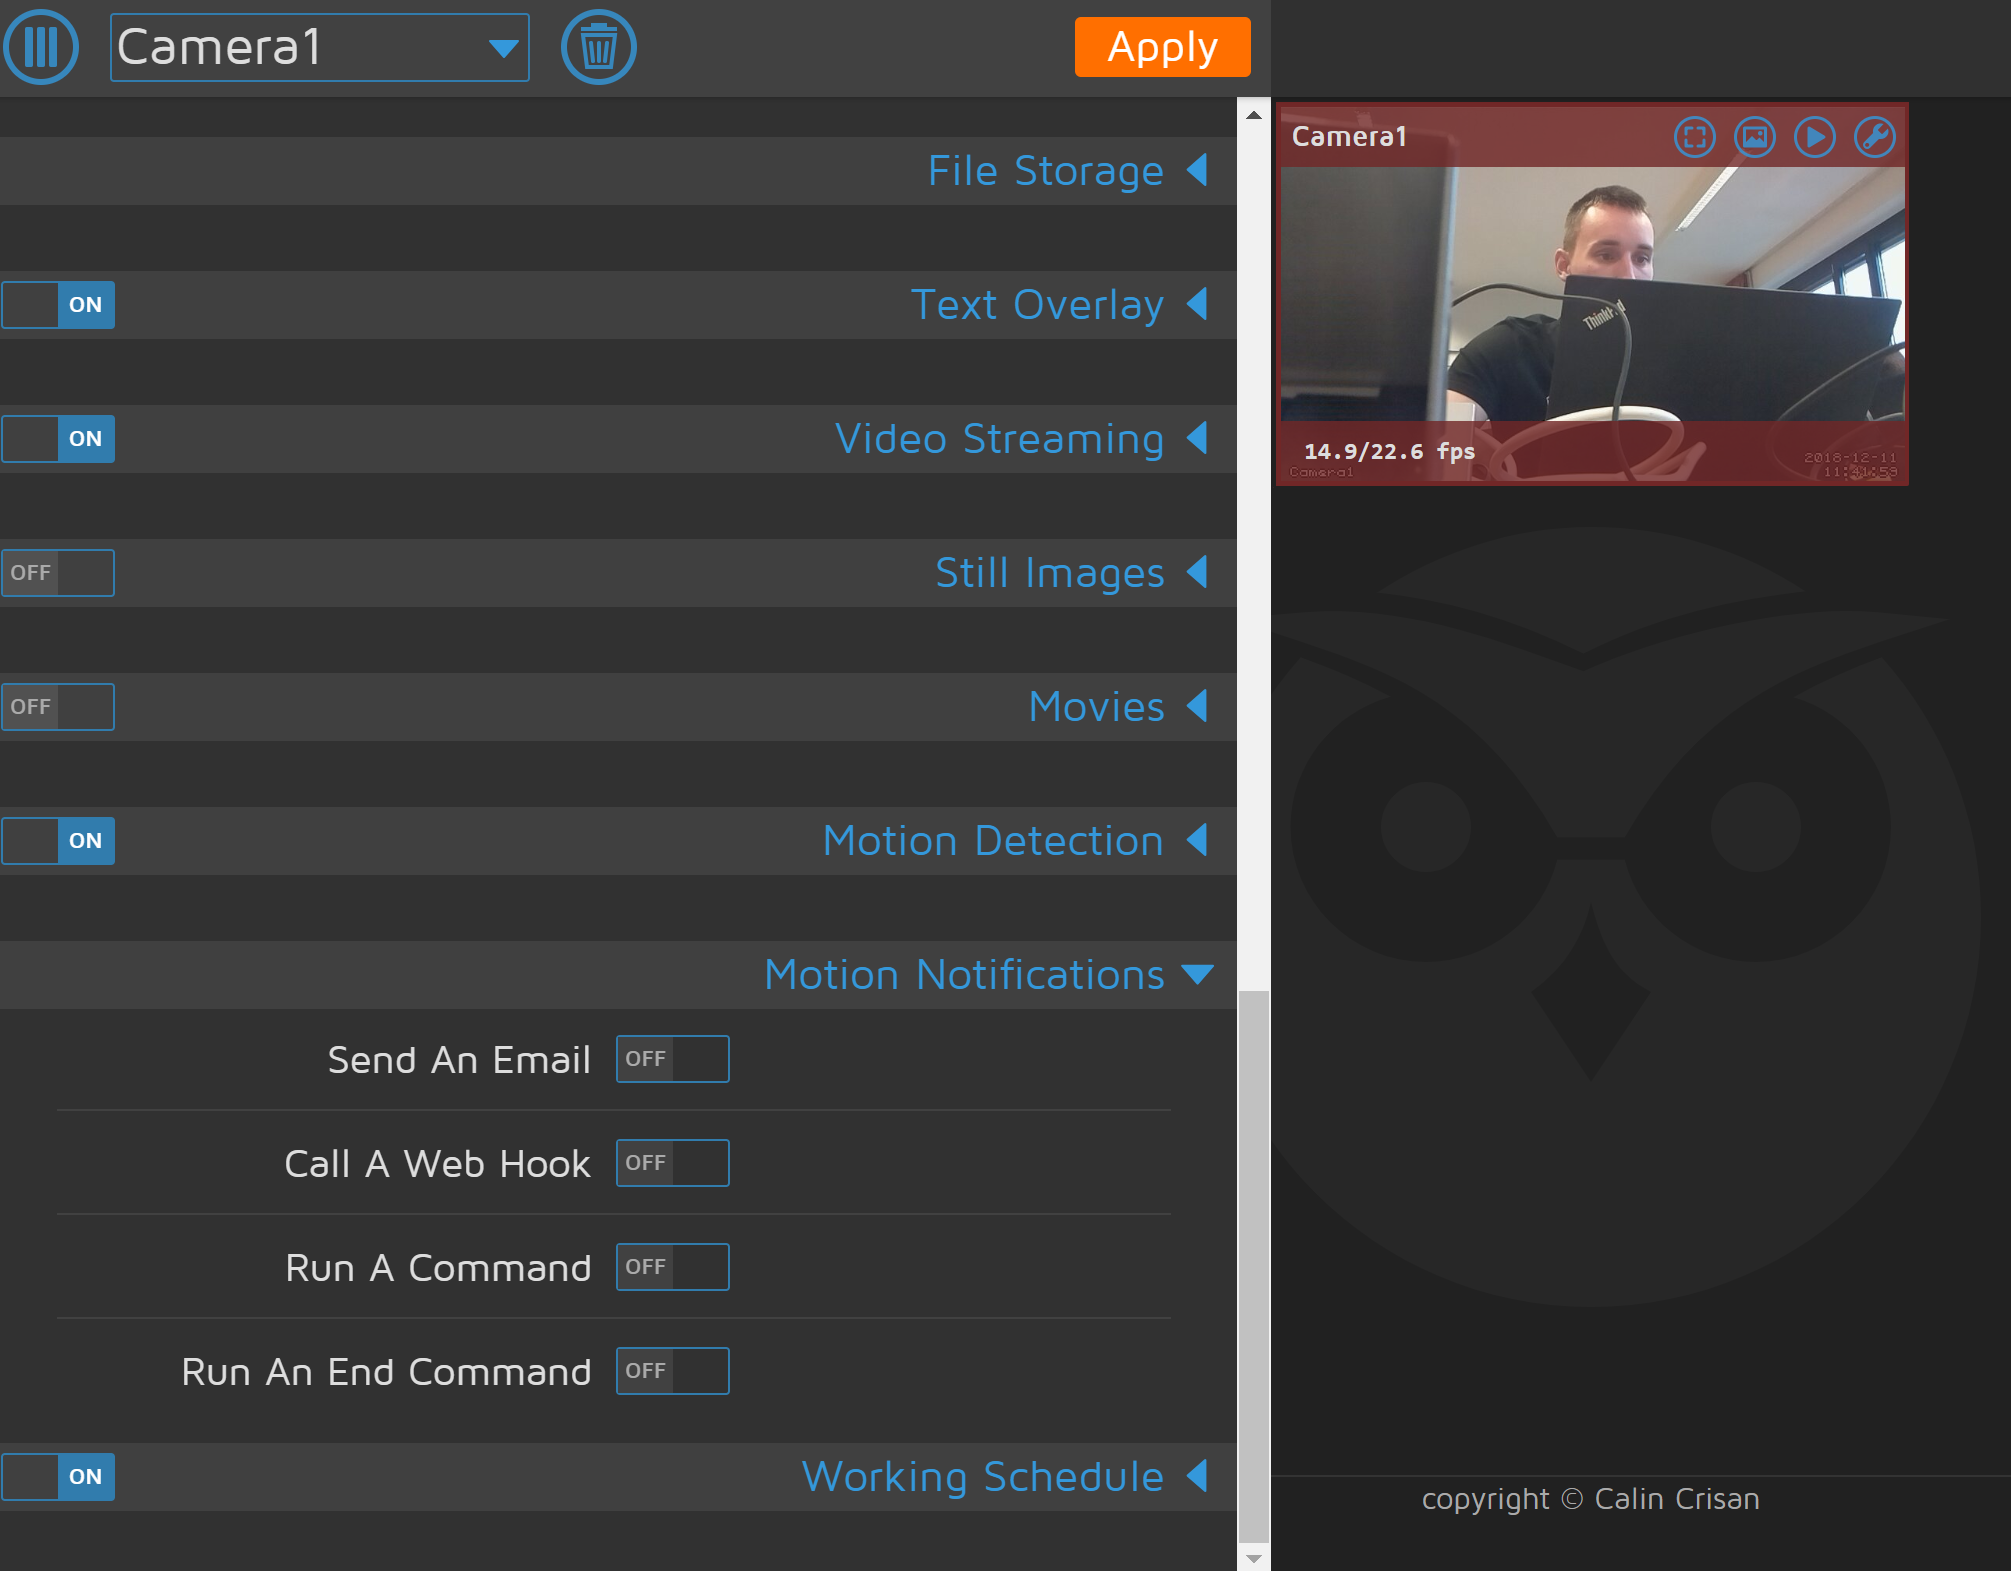 Camera1
Apply
File Storage
ON Text Overlay
ON Video Streaming
OFF Still Images
OFF Movies
ON Motion Detection
Motion Notifications
Send An Email OFF
Call A Web Hook OFF
Run A Command OFF
Run An End Command OFF
ON Working Schedule
Camera1
ThinkPad
14.9/22.6 fps
Camera1
2018-12-11
11:41:59
copyright © Calin Crisan